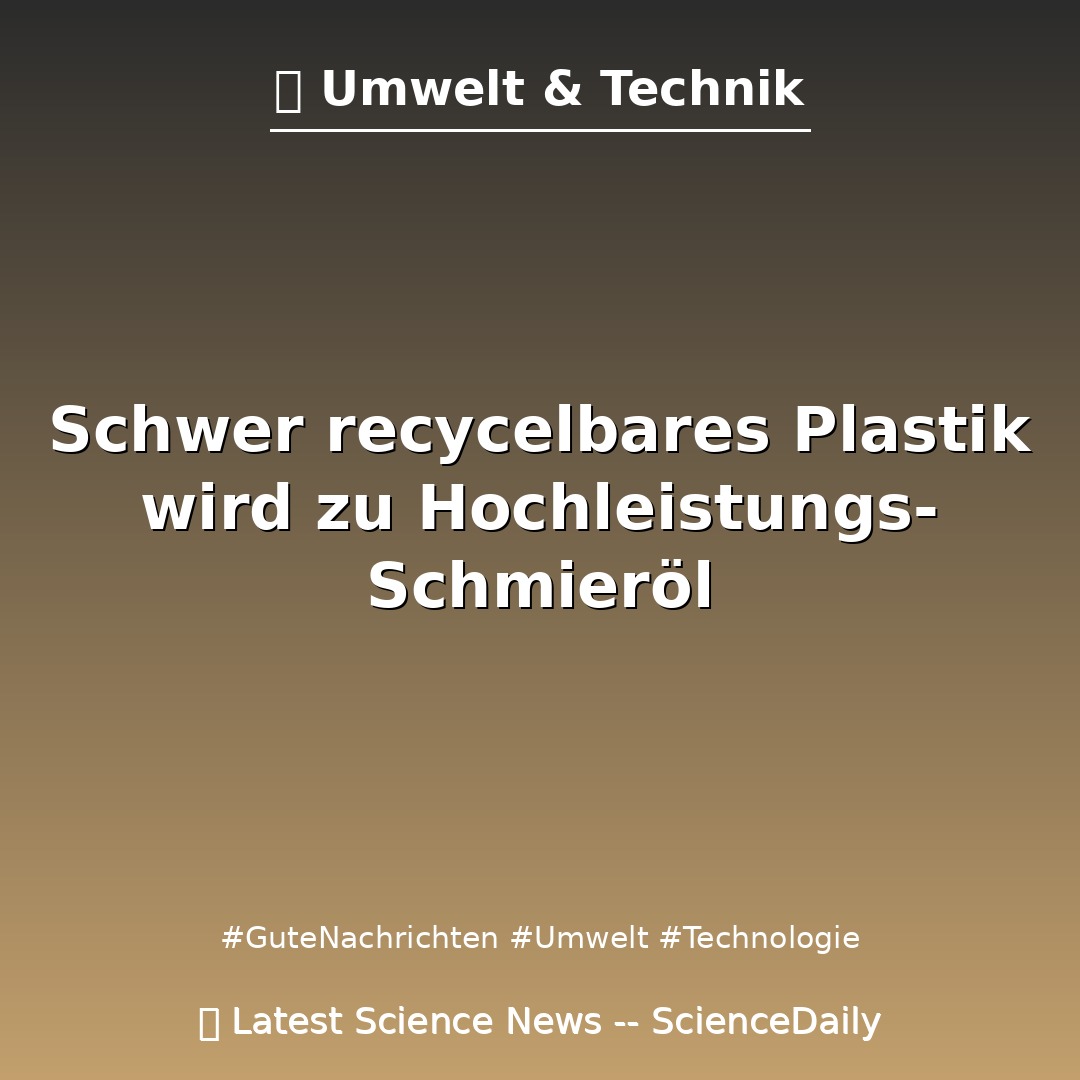 Umwelt & Technik
Schwer recycelbares Plastik
wird zu Hochleistungs-
Schmieröl
#GuteNachrichten #Umwelt #Technologie
Latest Science News -- ScienceDaily